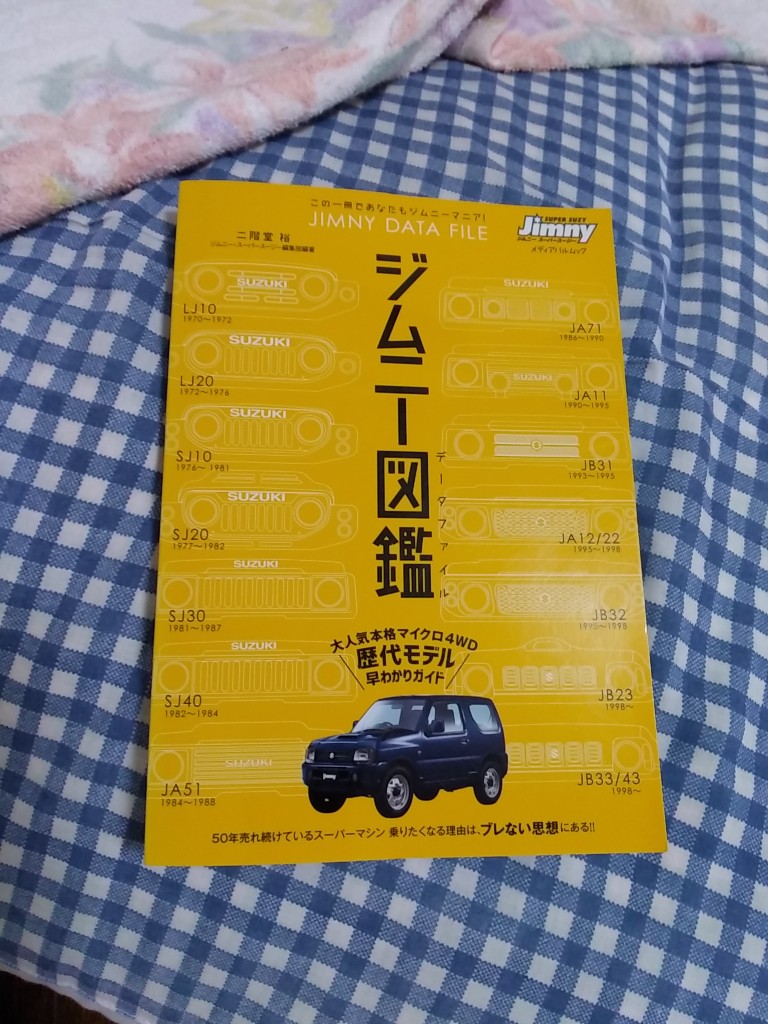 この一冊であなたもジムニーマニア!
JIMNY DATA FILE
SUPER SUZY
Jimny
ジムニー スーパースージー
メディアパルムック
二階堂 裕
ジムニー・スーパースージー編集部編著
ジムニー図鑑
データファイル
SUZUKI
LJ10
1970〜1972
SUZUKI
LJ20
1972〜1976
SUZUKI
SJ10
1976〜1981
SUZUKI
SJ20
1977〜1982
SUZUKI
SJ30
1981〜1987
SUZUKI
SJ40
1982〜1984
SUZUKI
JA51
1984〜1988
SUZUKI
JA71
1986〜1990
SUZUKI
JA11
1990〜1995
JB31
1993〜1995
JA12/22
1995〜1998
JB32
1995〜1998
JB23
1998〜
JB33/43
1998〜
大人気本格マイクロ4WD
歴代モデル
早わかりガイド
Jimny
50年売れ続けているスーパーマシン 乗りたくなる理由は、ブレない思想にある!!